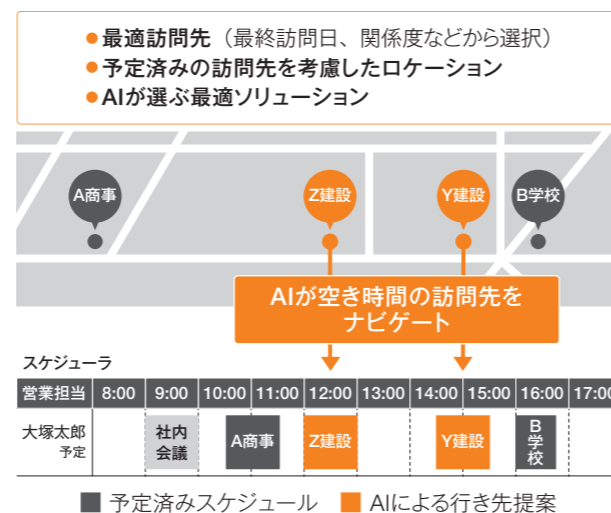 ●最適訪問先（最終訪問日、関係度などから選択）
●予定済みの訪問先を考慮したロケーション
●AIが選ぶ最適ソリューション
A商事
Z建設
Y建設
B学校
AIが空き時間の訪問先を
ナビゲート
スケジューラ
営業担当 8:00 9:00 10:00 11:00 12:00 13:00 14:00 15:00 16:00 17:00
大塚太郎
予定
社内
会議
A商事
Z建設
Y建設
B
学
校
■ 予定済みスケジュール ■ AIによる行き先提案